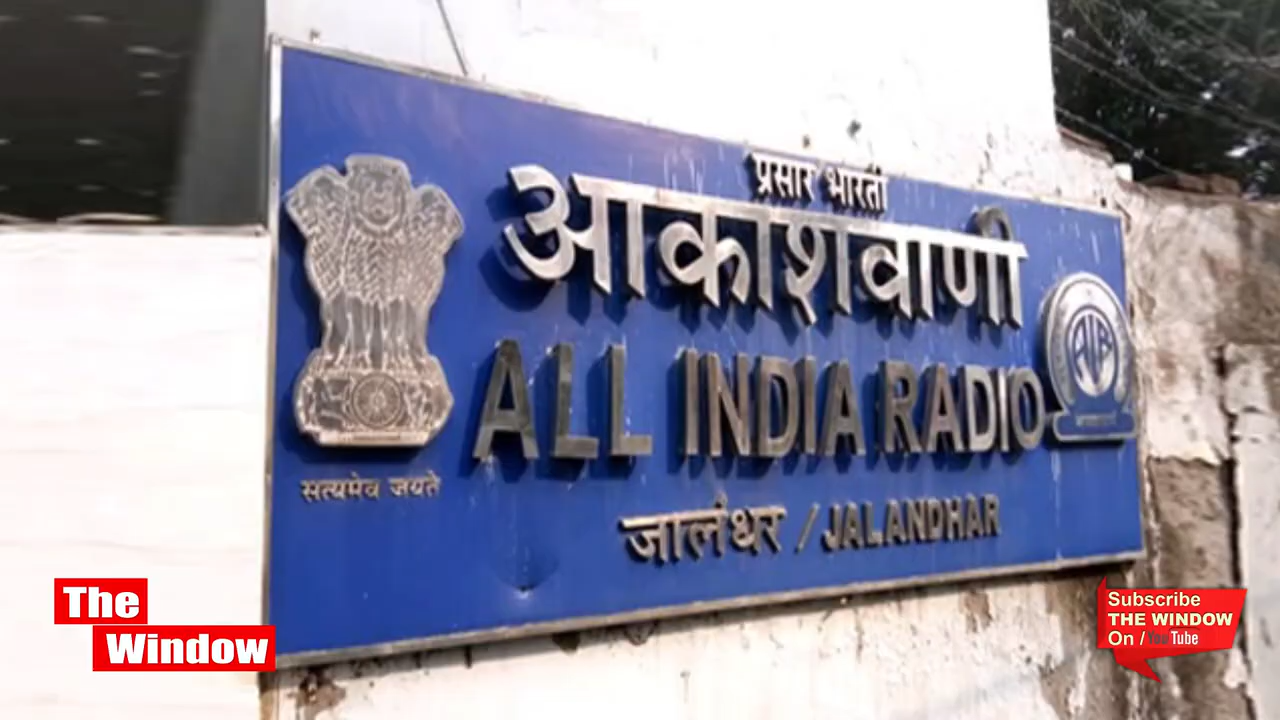 प्रसार भारती
आकाशवाणी
ALL INDIA RADIO
AIR
सत्यमेव जयते
जालंधर / JALANDHAR
The
Window
Subscribe
THE WINDOW
On / YouTube